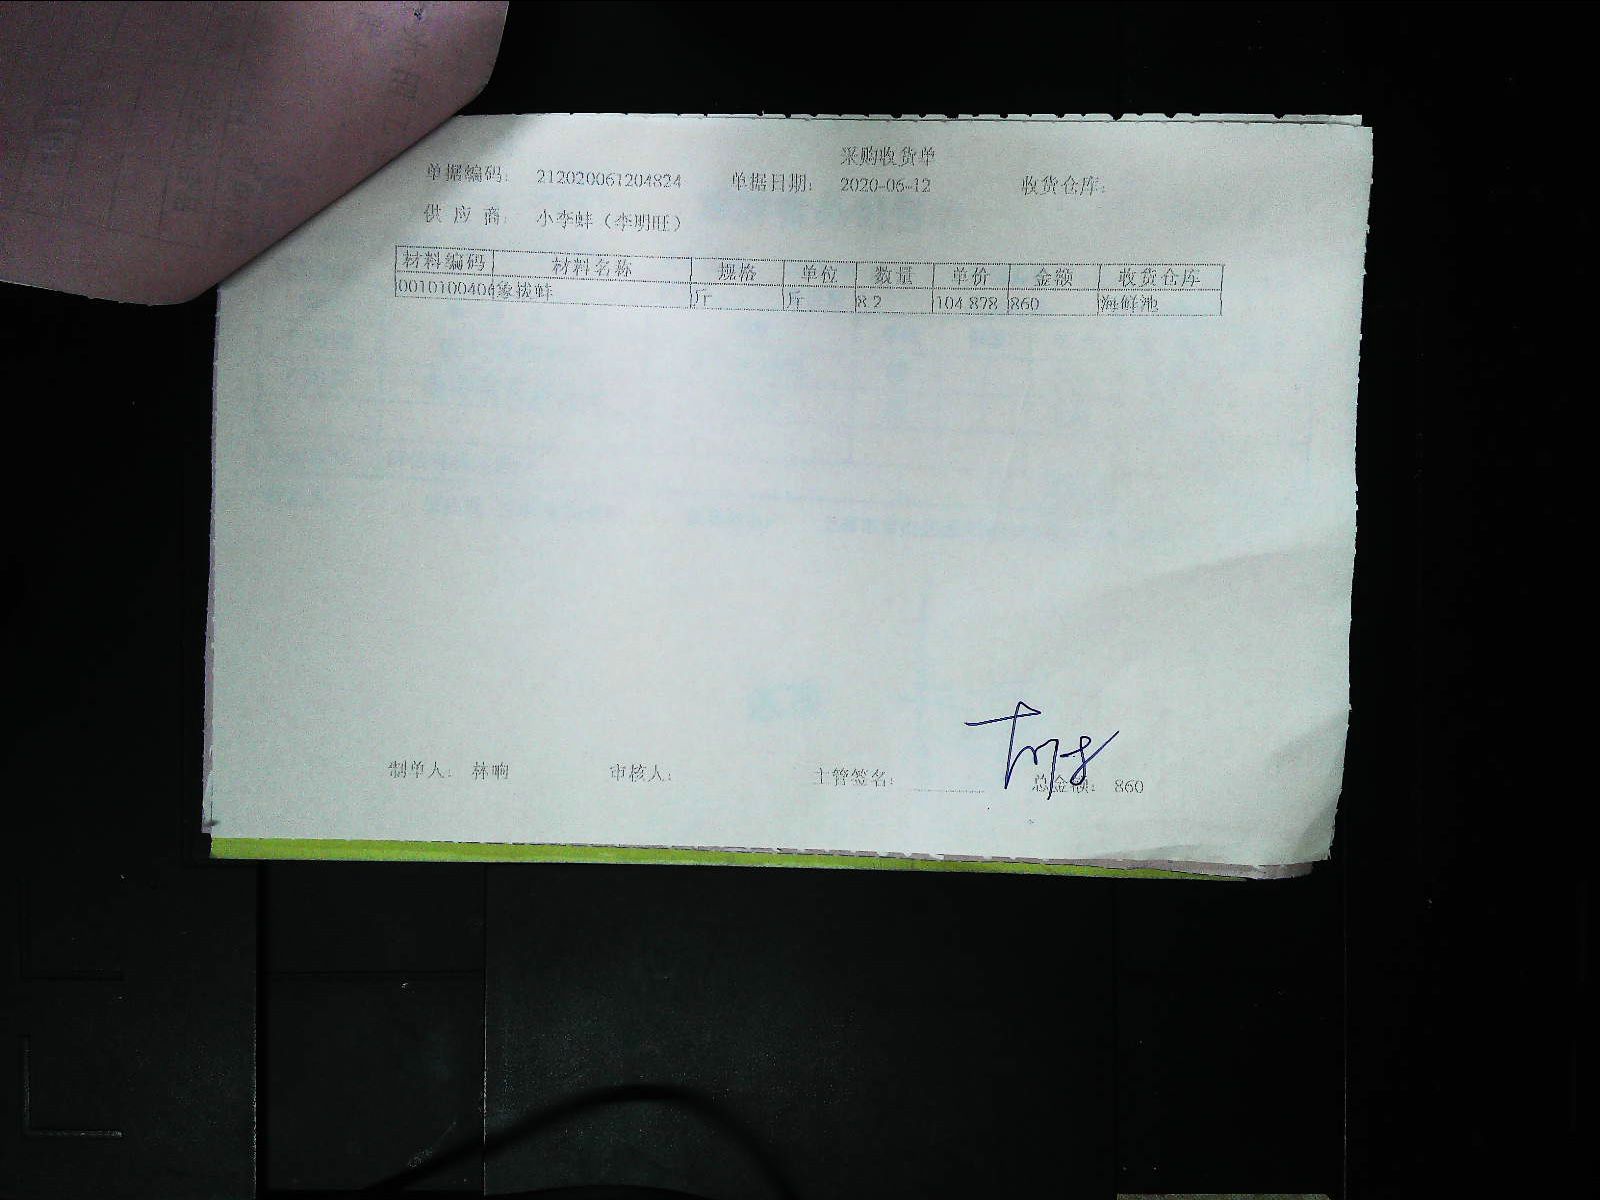 采购收货单
单据编码： 212020061204824 单据日期： 2020-06-12 收货仓库：
供 应 商： 小李蚌（李明旺）
材料编码 材料名称 规格 单位 数量 单价 金额 收货仓库
0010100404 象拔蚌 斤 斤 8.2 104.878 860 海鲜池
制单人： 林响 审核人： 主管签名： 总金额： 860